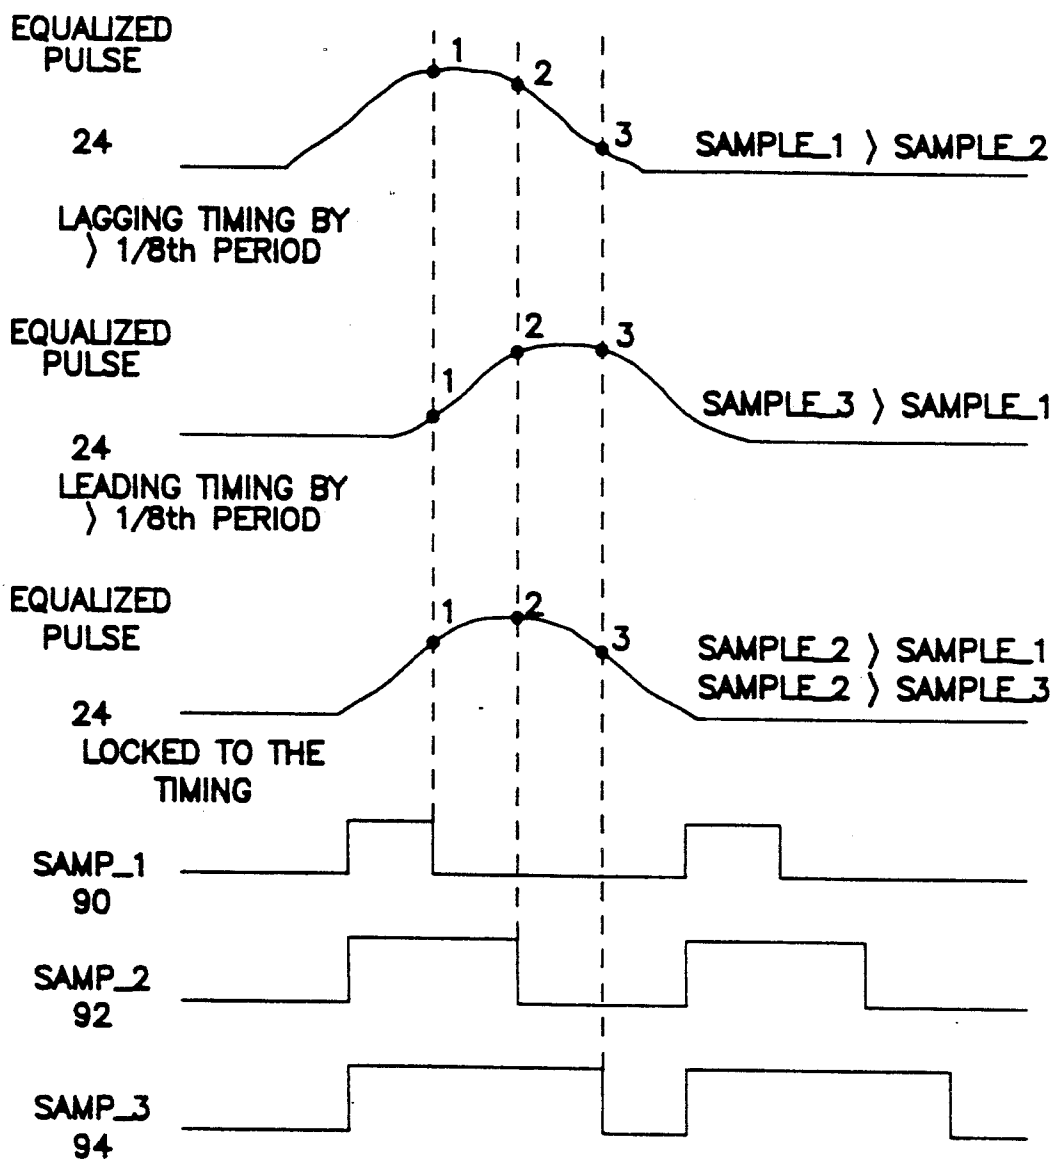 EQUALIZED
PULSE
1
2
3
24
SAMPLE_1 > SAMPLE_2
LAGGING TIMING BY
> 1/8th PERIOD
EQUALIZED
PULSE
1
2
3
24
SAMPLE_3 > SAMPLE_1
LEADING TIMING BY
> 1/8th PERIOD
EQUALIZED
PULSE
1
2
3
24
SAMPLE_2 > SAMPLE_1
SAMPLE_2 > SAMPLE_3
LOCKED TO THE
TIMING
SAMP_1
90
SAMP_2
92
SAMP_3
94